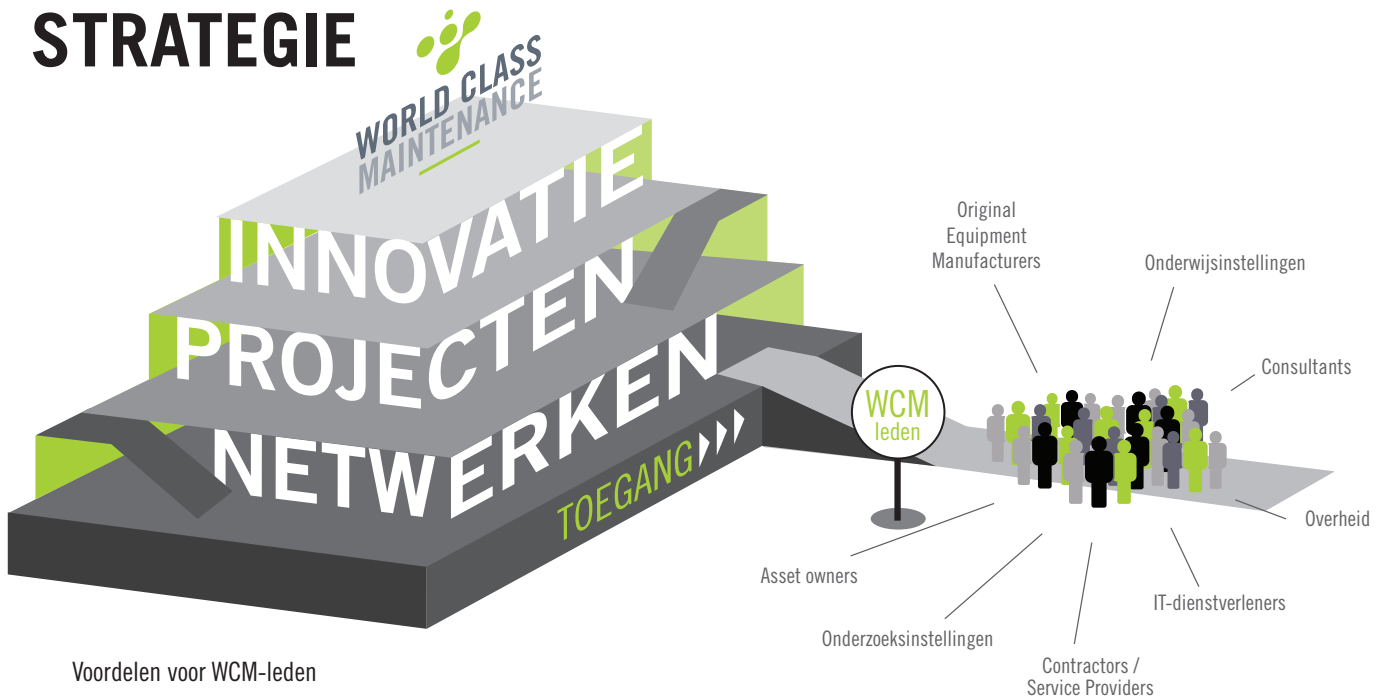 STRATEGIE
WORLD CLASS
MAINTENANCE
INNOVATIE
PROJECTEN
NETWERKEN
TOEGANG
WCM
leden
Original
Equipment
Manufacturers
Onderwijsinstellingen
Consultants
Overheid
IT-dienstverleners
Contractors /
Service Providers
Onderzoeksinstellingen
Asset owners
Voordelen voor WCM-leden